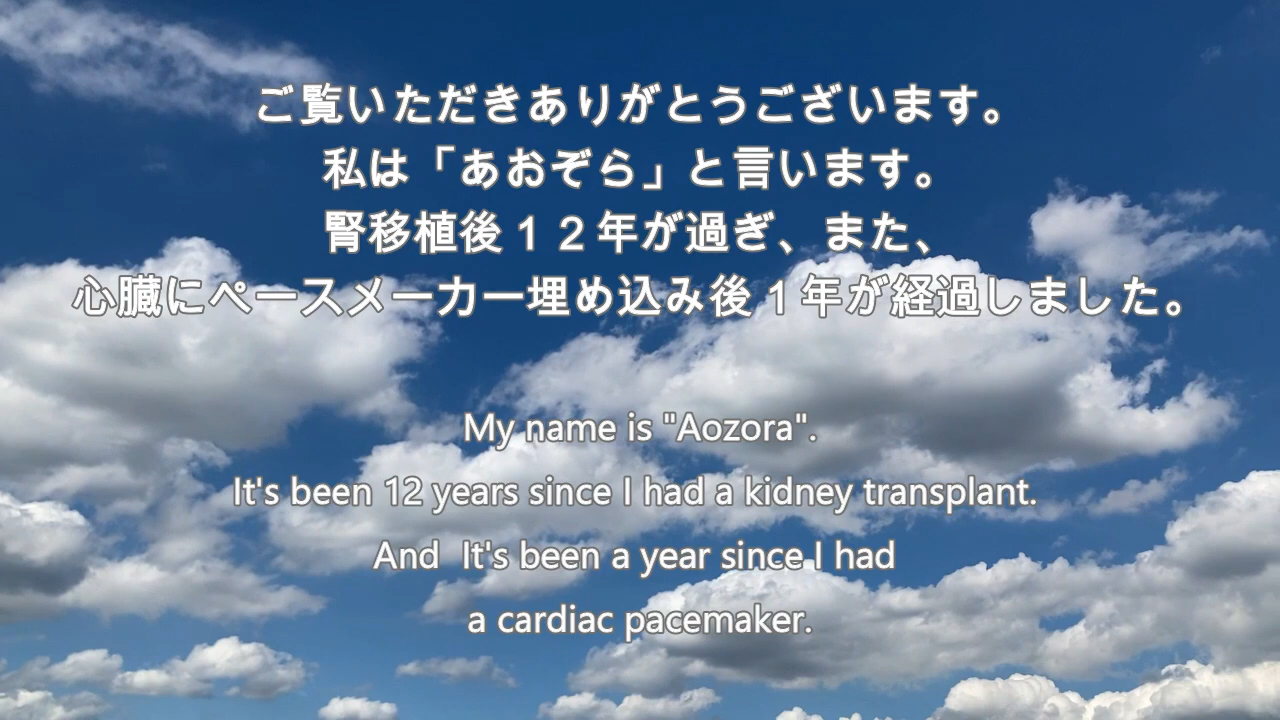 ご覧いただきありがとうございます。
私は「あおぞら」と言います。
腎移植後１２年が過ぎ、また、
心臓にペースメーカー埋め込み後１年が経過しました。
My name is "Aozora".
It's been 12 years since I had a kidney transplant.
And  It's been a year since I had
a cardiac pacemaker.